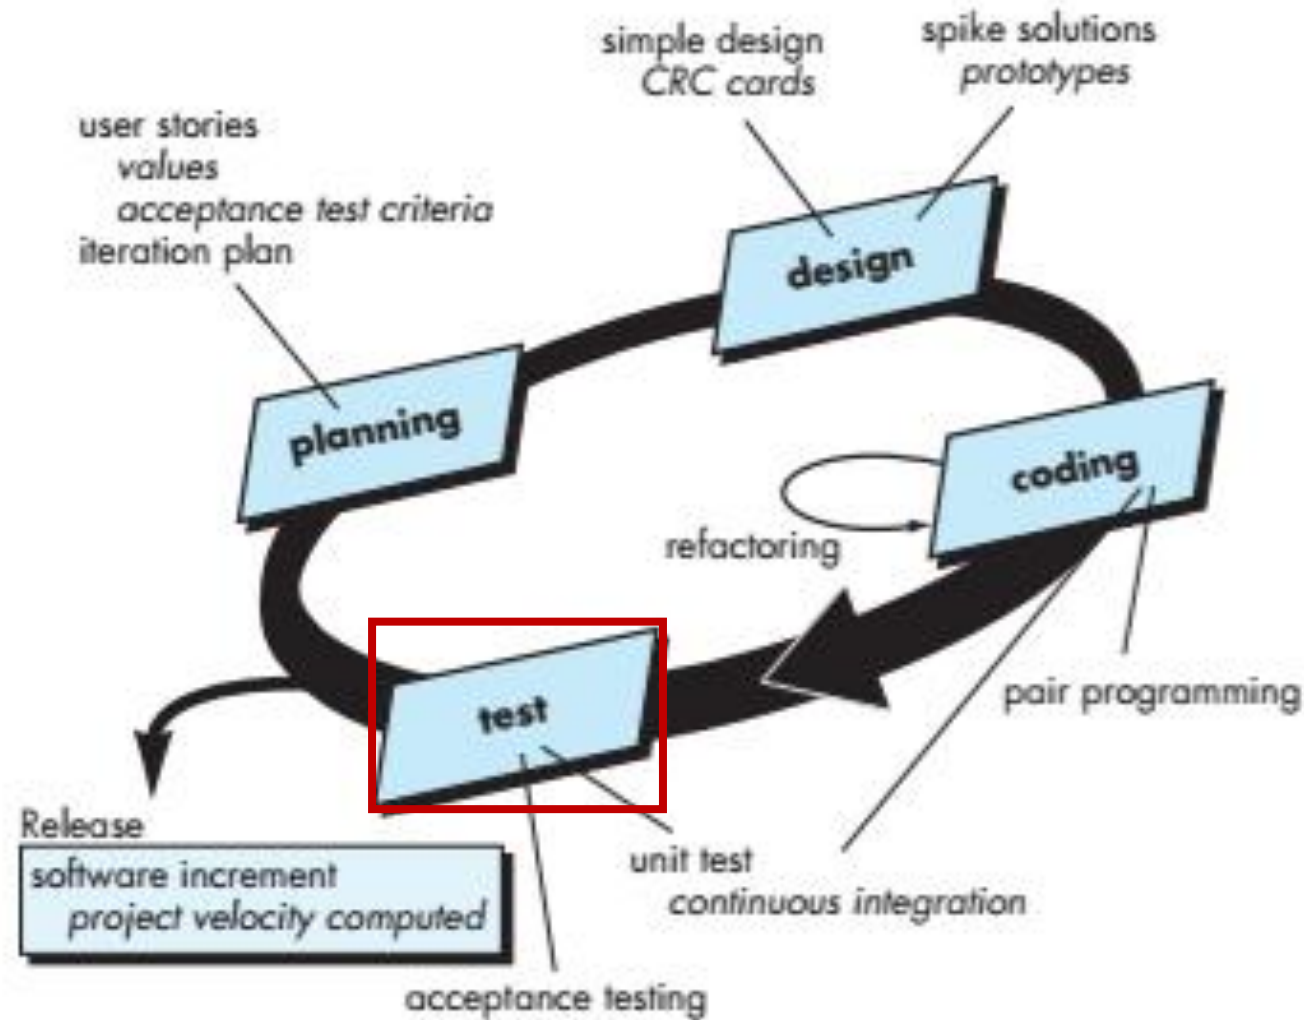 simple design
CRC cards
spike solutions
prototypes
user stories
values
acceptance test criteria
iteration plan
design
planning
coding
refactoring
test
pair programming
Release
software increment
project velocity computed
unit test
continuous integration
acceptance testing